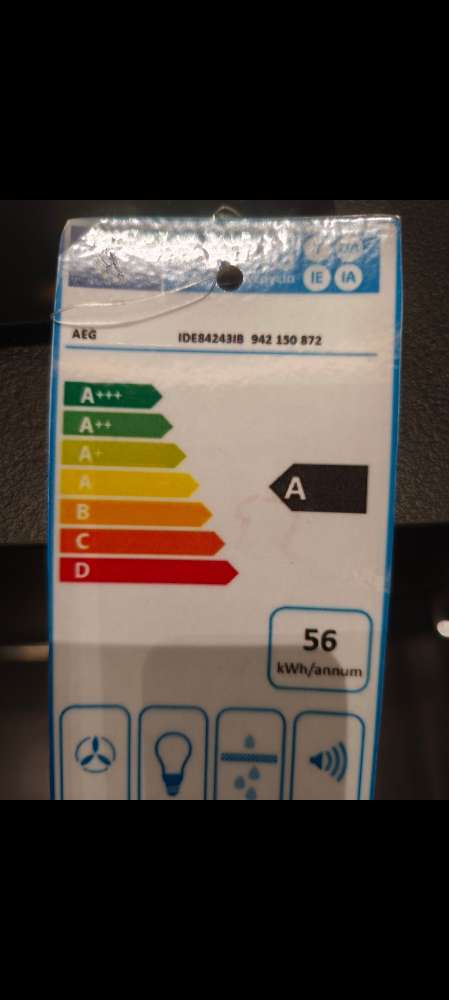 IE IA
AEG IDE84243IB 942 150 872
A+++
A++
A+
A
A
B
C
D
56
kWh/annum